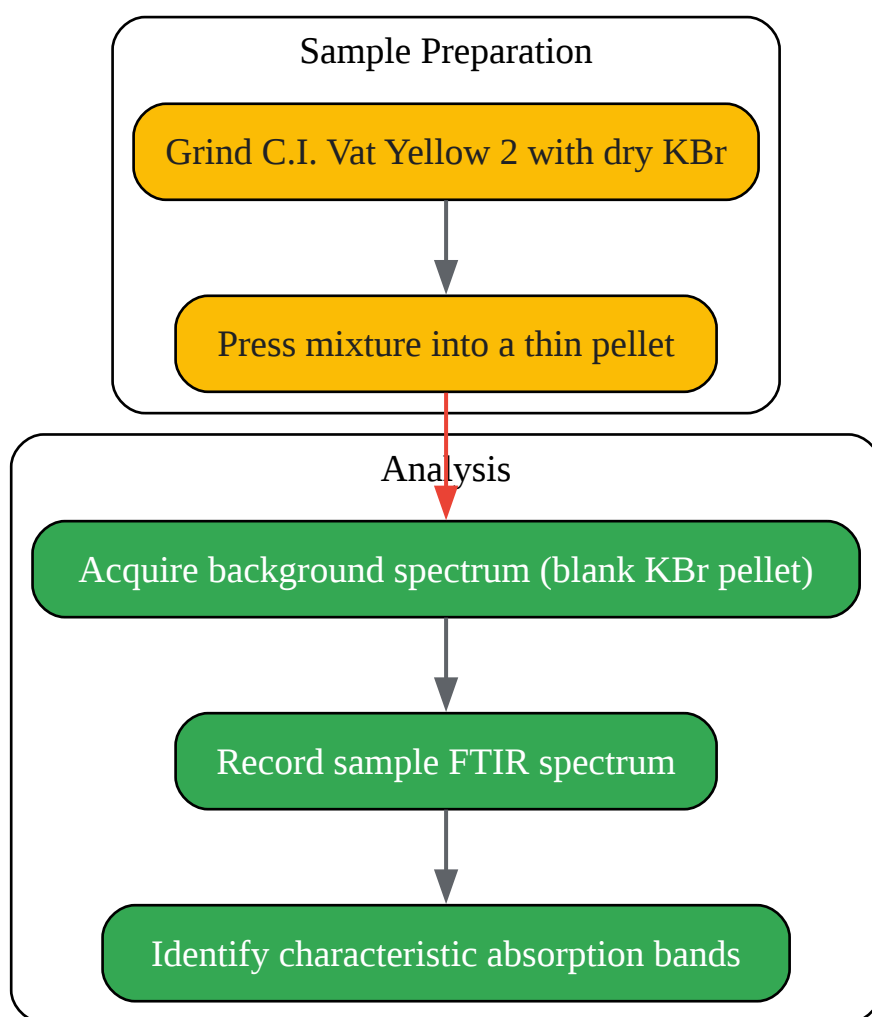 Sample Preparation
Grind C.I. Vat Yellow 2 with dry KBr
Press mixture into a thin pellet
Analysis
Acquire background spectrum (blank KBr pellet)
Record sample FTIR spectrum
Identify characteristic absorption bands